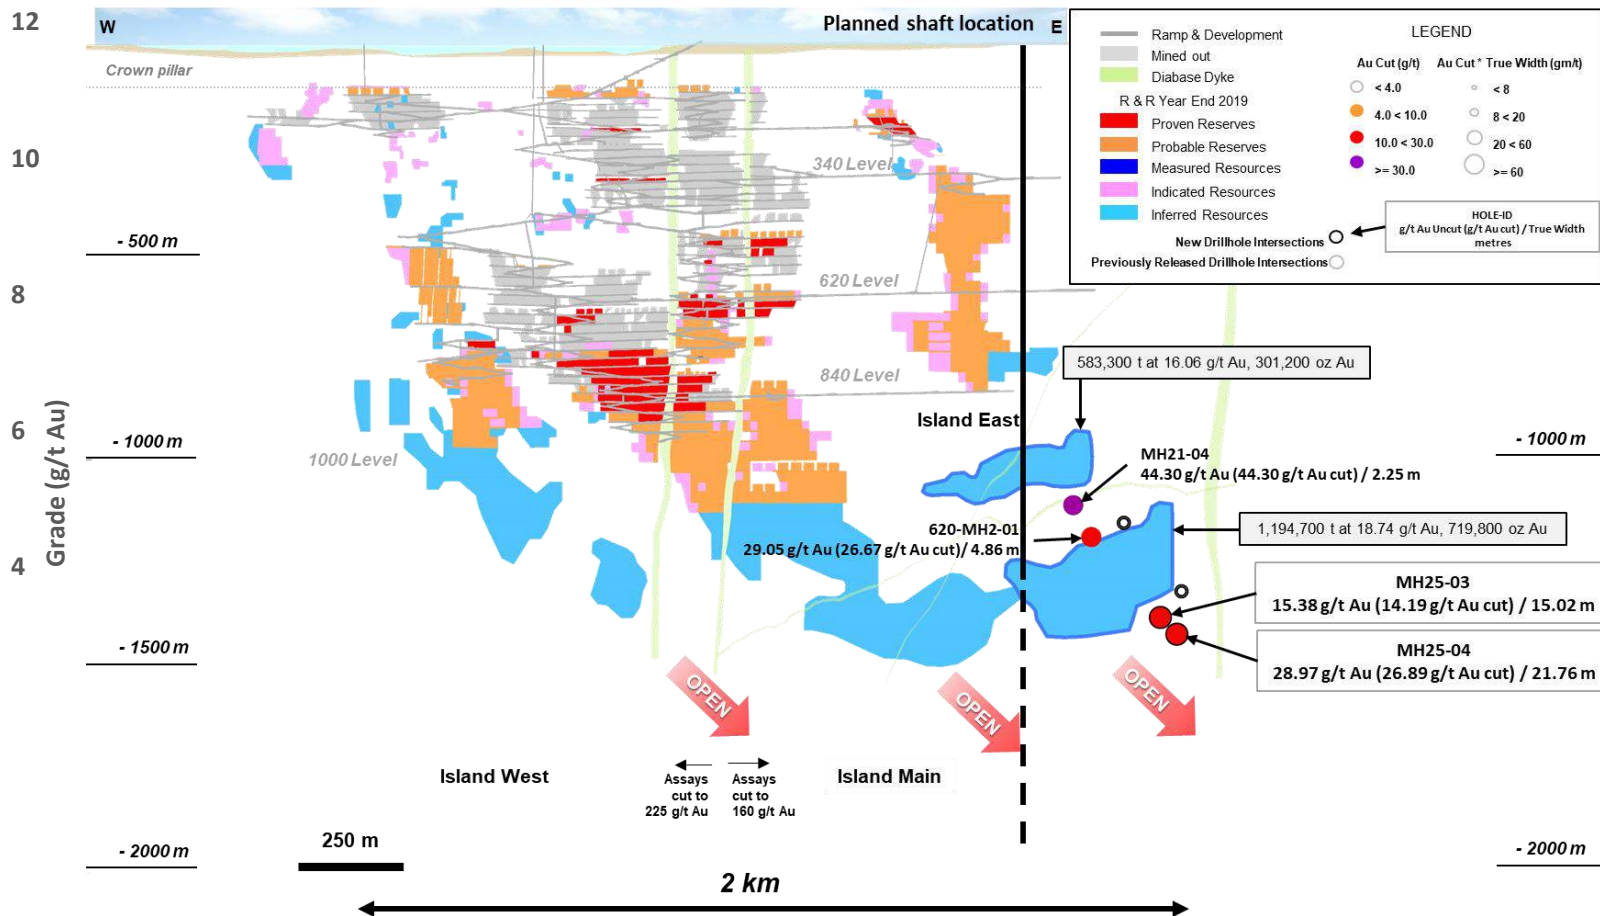 12
10
8
6
4
Grade (g/t Au)
W
Planned shaft location
E
Crown pillar
LEGEND
Ramp & Development
Mined out
Diabase Dyke
R & R Year End 2019
Proven Reserves
Probable Reserves
Measured Resources
Indicated Resources
Inferred Resources
Au Cut (g/t)
< 4.0
4.0 < 10.0
10.0 < 30.0
>= 30.0
Au Cut * True Width (gm/t)
< 8
8 < 20
20 < 60
>= 60
New Drillhole Intersections
Previously Released Drillhole Intersections
HOLE-ID
g/t Au Uncut (g/t Au cut) / True Width
metres
340 Level
- 500 m
620 Level
840 Level
583,300 t at 16.06 g/t Au, 301,200 oz Au
Island East
- 1000 m
- 1000 m
1000 Level
MH21-04
44.30 g/t Au (44.30 g/t Au cut) / 2.25 m
620-MH2-01
29.05 g/t Au (26.67 g/t Au cut)/ 4.86 m
1,194,700 t at 18.74 g/t Au, 719,800 oz Au
MH25-03
15.38 g/t Au (14.19 g/t Au cut) / 15.02 m
MH25-04
28.97 g/t Au (26.89 g/t Au cut) / 21.76 m
- 1500 m
OPEN
OPEN
OPEN
Island West
Assays
cut to
225 g/t Au
Assays
cut to
160 g/t Au
Island Main
250 m
- 2000 m
- 2000 m
2 km